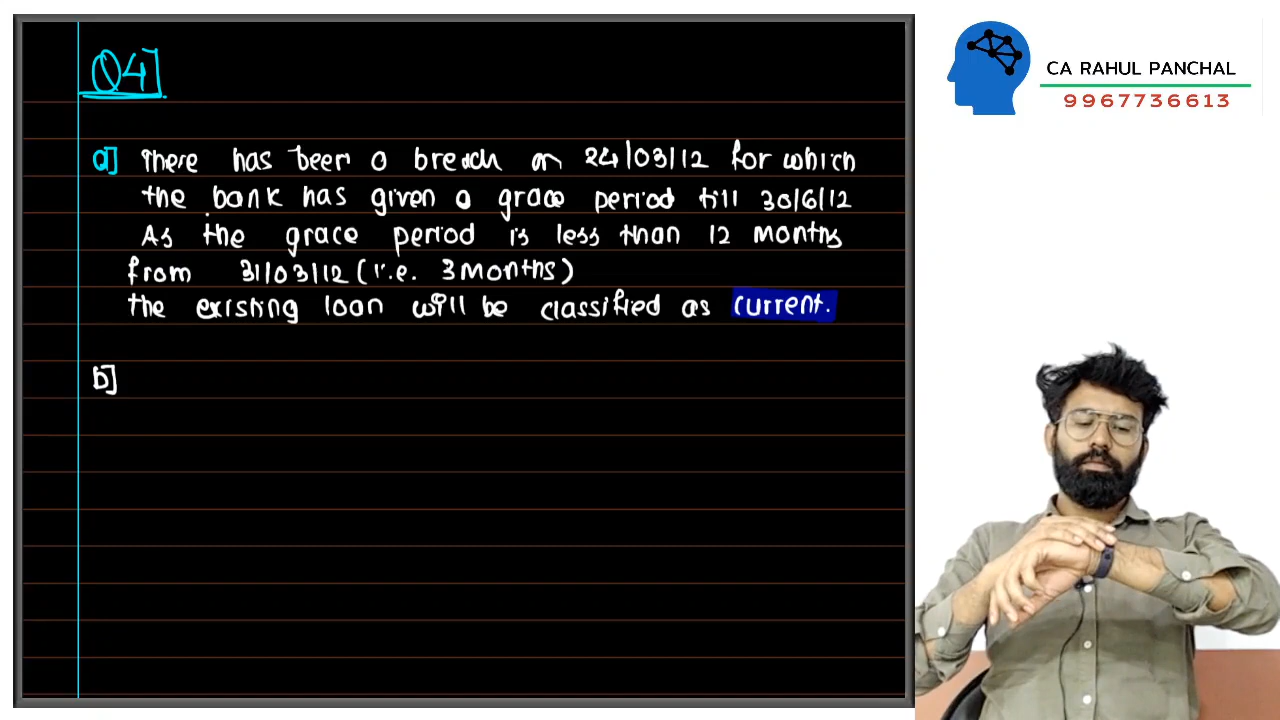 Q4]
a] There has been a breach on 24/03/12 for which
the bank has given a grace period till 30/6/12
As the grace period is less than 12 months
from 31/03/12 (i.e. 3 months)
the existing loan will be classified as current.
b]
CA RAHUL PANCHAL
9967736613